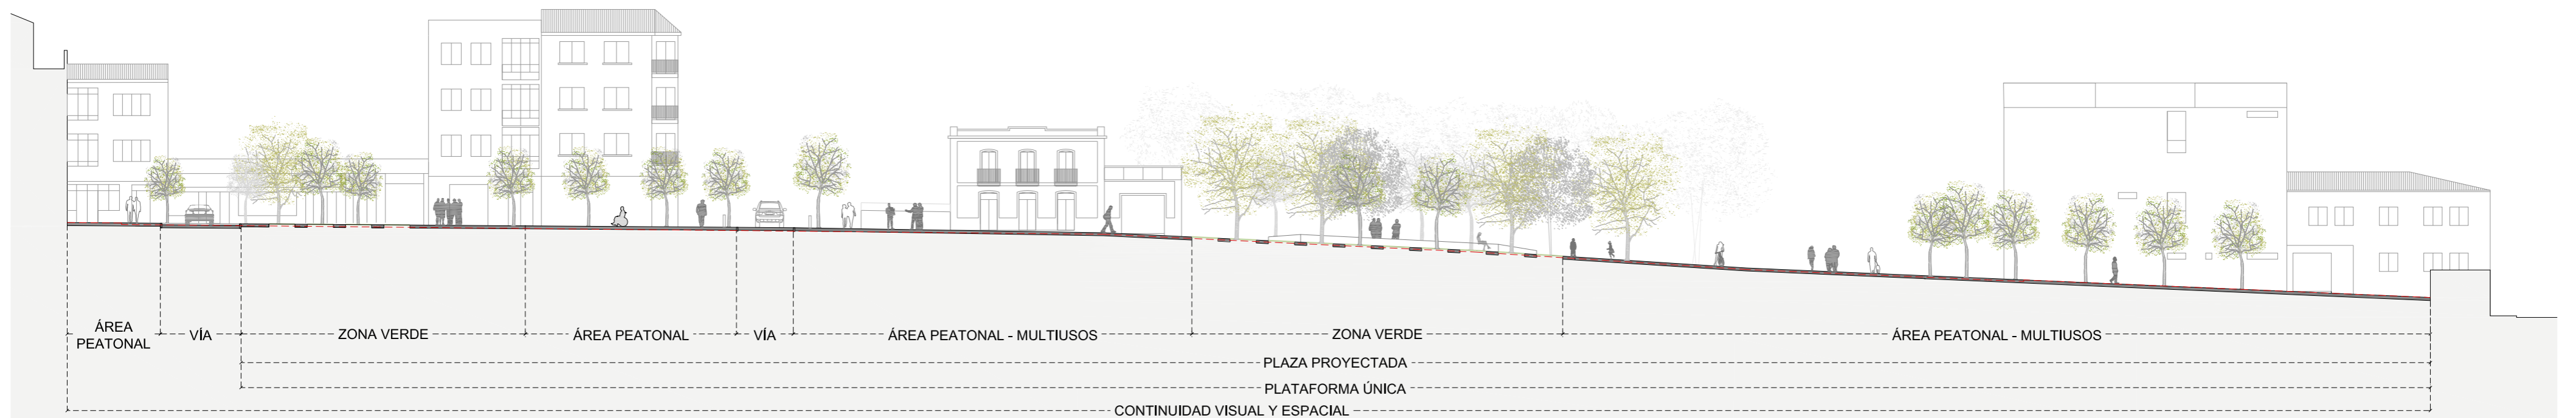 ÁREA
PEATONAL
VÍA
ZONA VERDE
ÁREA PEATONAL
VÍA
ÁREA PEATONAL - MULTIUSOS
ZONA VERDE
ÁREA PEATONAL - MULTIUSOS
PLAZA PROYECTADA
PLATAFORMA ÚNICA
CONTINUIDAD VISUAL Y ESPACIAL